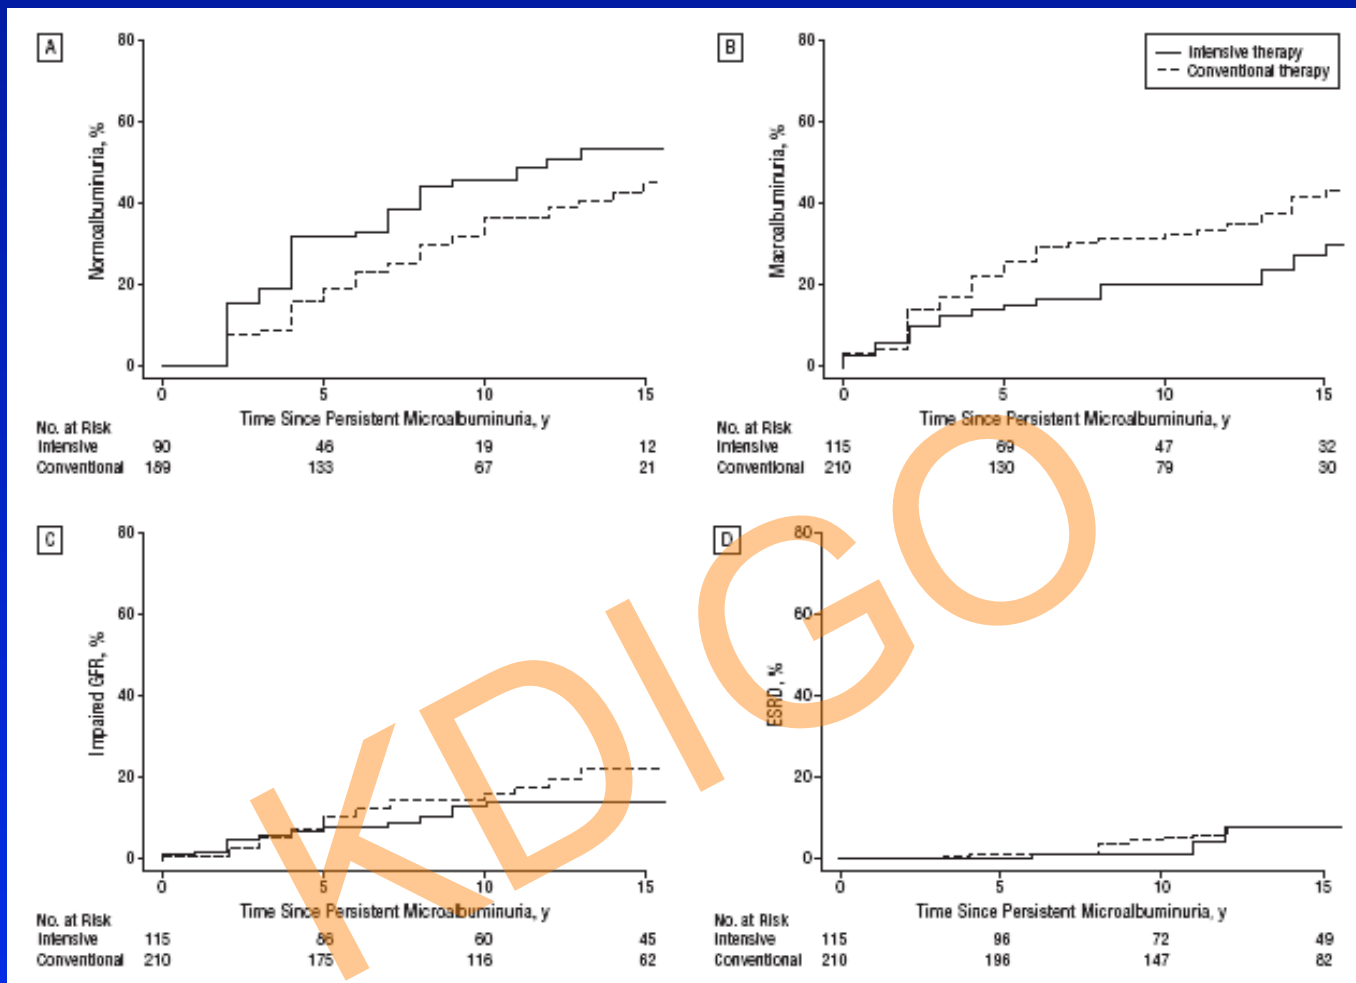 A
80
60
40
20
0
Normoalbuminuria, %
0 5 10 15
Time Since Persistent Microalbuminuria, y
No. at Risk
Intensive 90 46 19 12
Conventional 189 133 67 21
B
Intensive therapy
Conventional therapy
80
60
40
20
0
Macroalbuminuria, %
0 5 10 15
Time Since Persistent Microalbuminuria, y
No. at Risk
Intensive 115 69 47 32
Conventional 210 130 79 30
C
80
60
40
20
0
Impaired GFR, %
0 5 10 15
Time Since Persistent Microalbuminuria, y
No. at Risk
Intensive 115 86 60 45
Conventional 210 175 116 62
D
80
60
40
20
0
ESRD, %
0 5 10 15
Time Since Persistent Microalbuminuria, y
No. at Risk
Intensive 115 96 72 49
Conventional 210 196 147 82
KDIGO